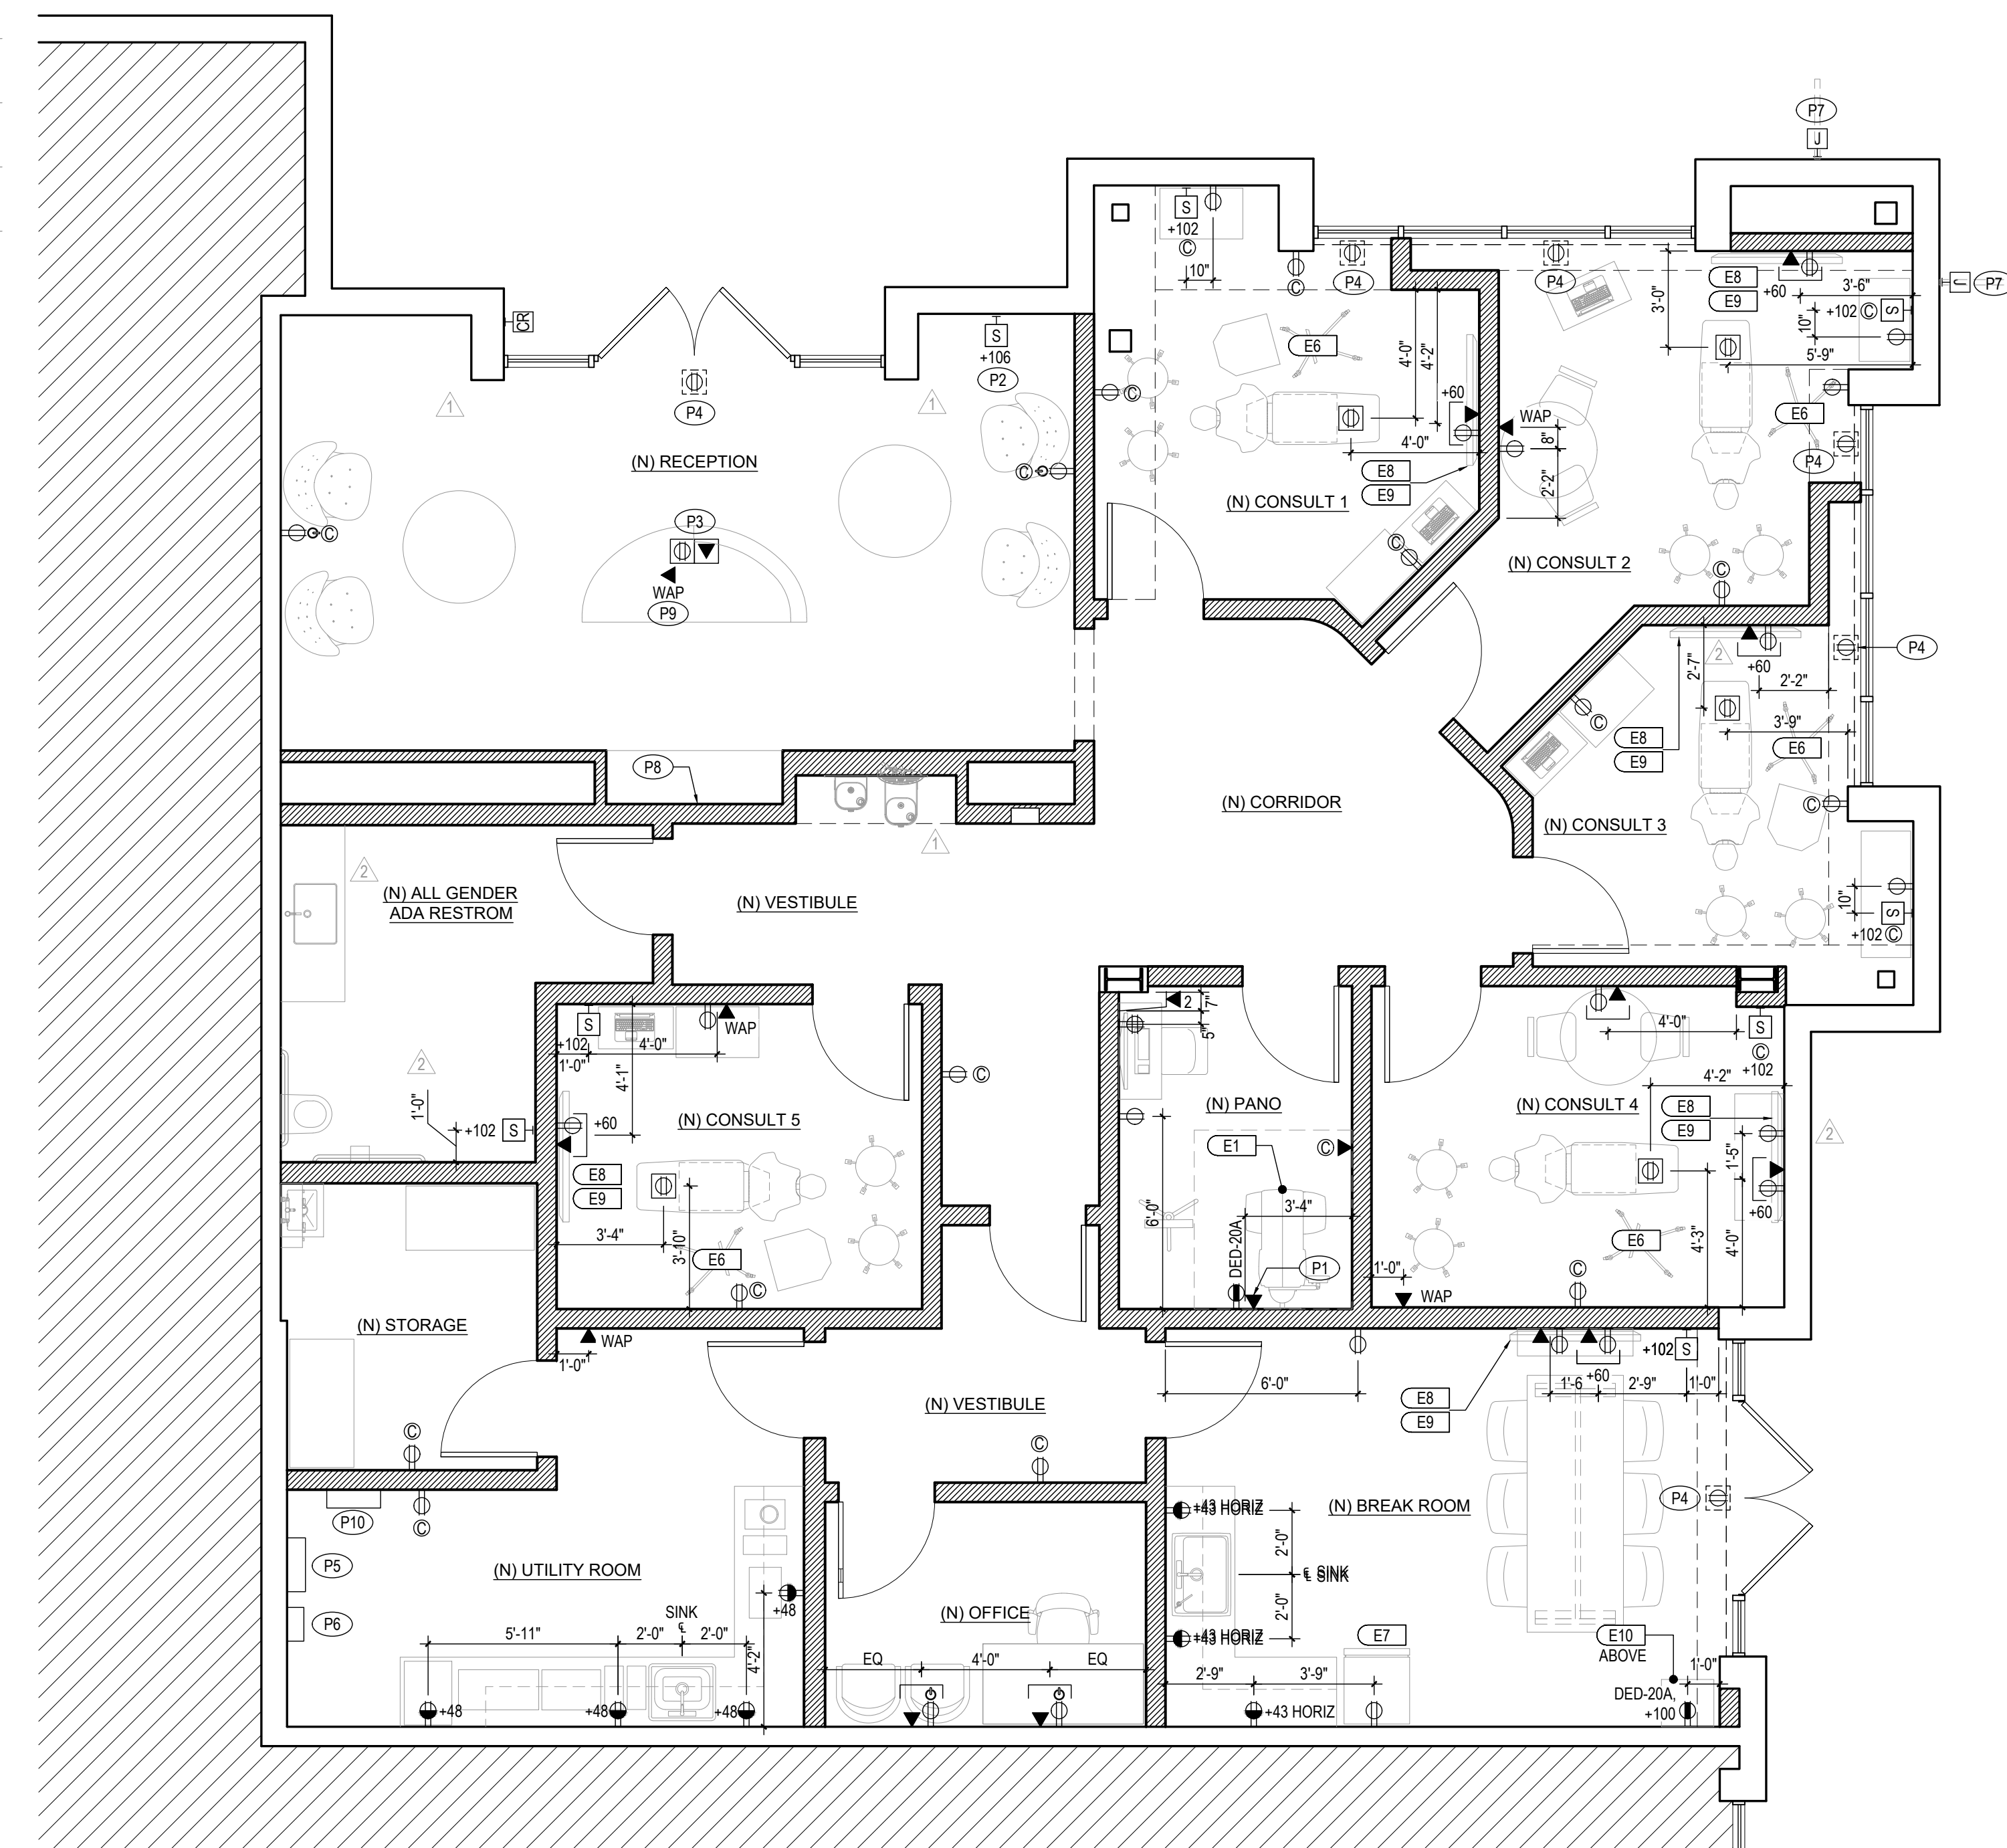 P7
J
S
+102
©
10"
P4
P4
E8
E9
+60
3'-0"
3'-6"
+102 © S
10"
5'-9"
J
P7
CR
S
+106
P2
1
1
P4
E6
4'-0"
4'-2"
+60
4'-0"
E8
E9
©
©
WAP
8"
2'-2"
E6
P4
(N) RECEPTION
©
©
P3
WAP
P9
(N) CONSULT 1
©
(N) CONSULT 2
©
2
+60
2'-7"
2'-2"
P4
3'-9"
E6
E8
E9
©
P8
(N) CORRIDOR
(N) CONSULT 3
©
1
2
(N) ALL GENDER
ADA RESTROM
(N) VESTIBULE
10"
S
+102 ©
S
+102
1'-0"
4'-0"
WAP
4'-1"
2
7"
5"
4'-0"
S
©
+102
4'-2"
©
2
1'-0"
+102 S
+60
(N) CONSULT 5
E8
E9
(N) PANO
E1
©
(N) CONSULT 4
E8
E9
2
1'-5"
+60
3'-4"
3'-10"
E6
©
6'-0"
3'-4"
DED-20A
P1
1'-0"
WAP
E6
4'-3"
4'-0"
©
(N) STORAGE
WAP
1'-0"
+102 S
+60
1'-6
2'-9"
1'-0"
6'-0"
E8
E9
(N) VESTIBULE
©
©
P10
©
P5
P6
(N) UTILITY ROOM
+48
SINK
℄
5'-11"
2'-0"
2'-0"
4'-2"
+48
+48
+48
(N) OFFICE
EQ
4'-0"
EQ
+43 HORIZ
(N) BREAK ROOM
P4
2'-0"
℄ SINK
2'-0"
+43 HORIZ
E7
2'-9"
3'-9"
+43 HORIZ
E10
ABOVE
1'-0"
DED-20A,
+100